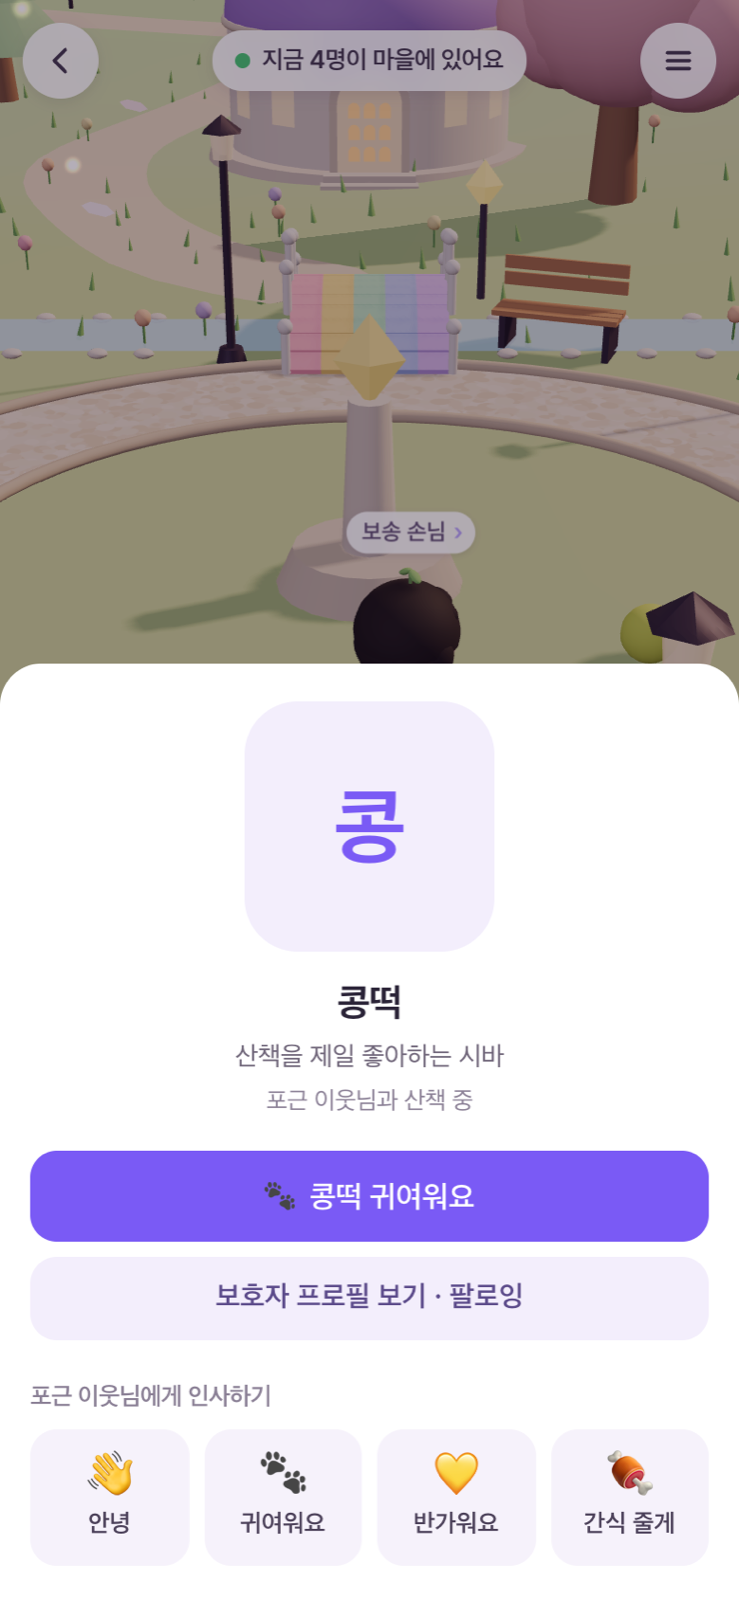 지금 4명이 마을에 있어요
보송 손님 ›
콩
콩떡
산책을 제일 좋아하는 시바
포근 이웃님과 산책 중
🐾 콩떡 귀여워요
보호자 프로필 보기 · 팔로잉
포근 이웃님에게 인사하기
👋 안녕
🐾 귀여워요
💛 반가워요
🍖 간식 줄게